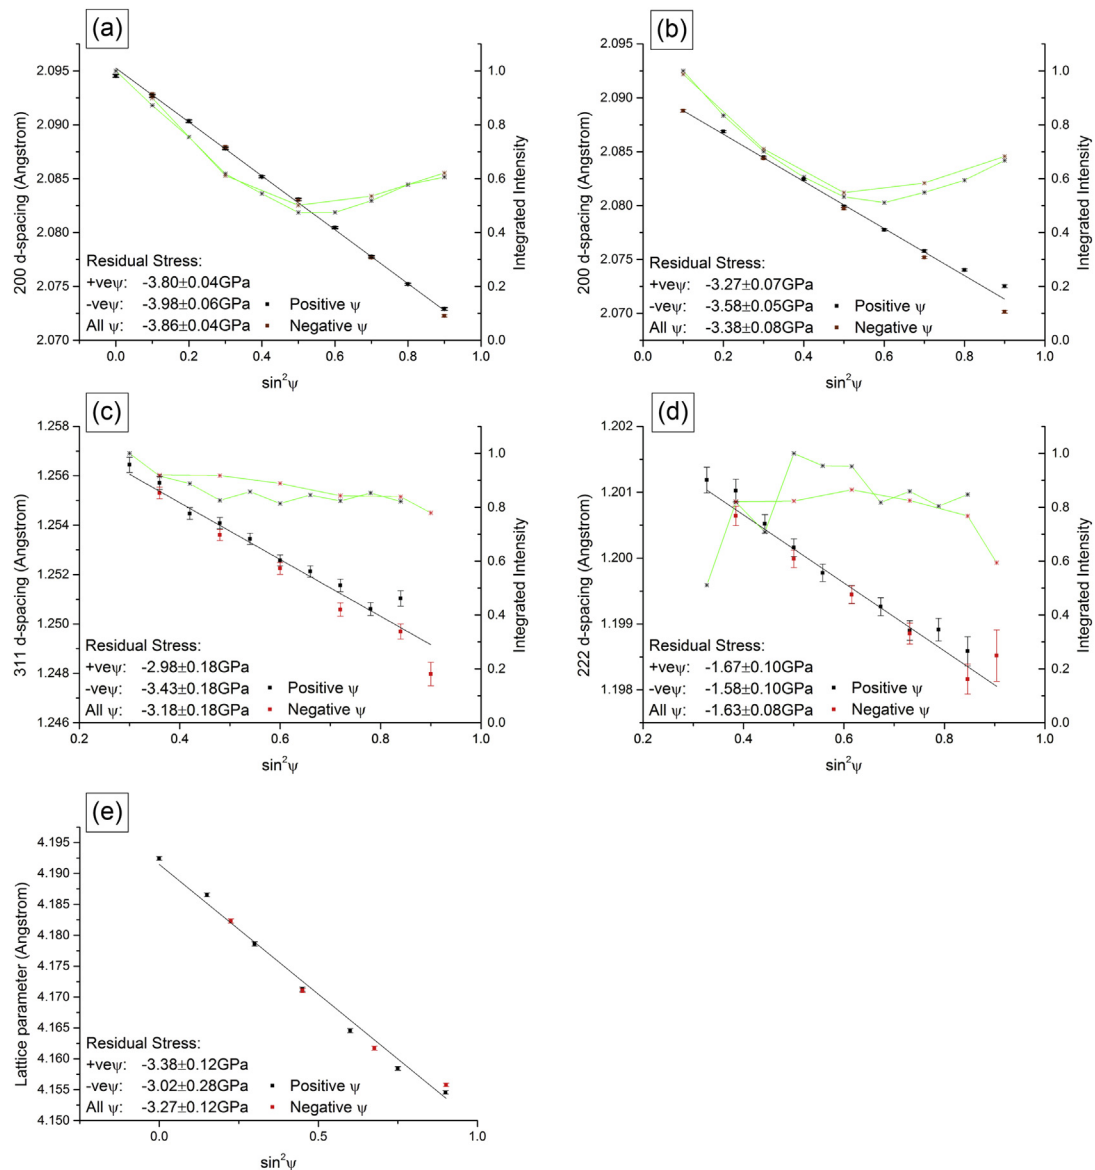 (a)
200 d-spacing (Angstrom)
2.095
2.090
2.085
2.080
2.075
2.070
Residual Stress:
+veψ: -3.80±0.04GPa
-veψ: -3.98±0.06GPa
All ψ: -3.86±0.04GPa
Positive ψ
Negative ψ
1.0
0.8
0.6
0.4
0.2
0.0
Integrated Intensity
0.0 0.2 0.4 0.6 0.8 1.0
sin²ψ
(b)
200 d-spacing (Angstrom)
2.095
2.090
2.085
2.080
2.075
2.070
Residual Stress:
+veψ: -3.27±0.07GPa
-veψ: -3.58±0.05GPa
All ψ: -3.38±0.08GPa
Positive ψ
Negative ψ
1.0
0.8
0.6
0.4
0.2
0.0
Integrated Intensity
0.0 0.2 0.4 0.6 0.8 1.0
sin²ψ
(c)
311 d-spacing (Angstrom)
1.258
1.256
1.254
1.252
1.250
1.248
1.246
Residual Stress:
+veψ: -2.98±0.18GPa
-veψ: -3.43±0.18GPa
All ψ: -3.18±0.18GPa
Positive ψ
Negative ψ
1.0
0.8
0.6
0.4
0.2
0.0
Integrated Intensity
0.2 0.4 0.6 0.8 1.0
sin²ψ
(d)
222 d-spacing (Angstrom)
1.202
1.201
1.200
1.199
1.198
Residual Stress:
+veψ: -1.67±0.10GPa
-veψ: -1.58±0.10GPa
All ψ: -1.63±0.08GPa
Positive ψ
Negative ψ
1.0
0.8
0.6
0.4
0.2
0.0
Integrated Intensity
0.2 0.4 0.6 0.8 1.0
sin²ψ
(e)
Lattice parameter (Angstrom)
4.195
4.190
4.185
4.180
4.175
4.170
4.165
4.160
4.155
4.150
Residual Stress:
+veψ: -3.38±0.12GPa
-veψ: -3.02±0.28GPa
All ψ: -3.27±0.12GPa
Positive ψ
Negative ψ
0.0 0.5 1.0
sin²ψ